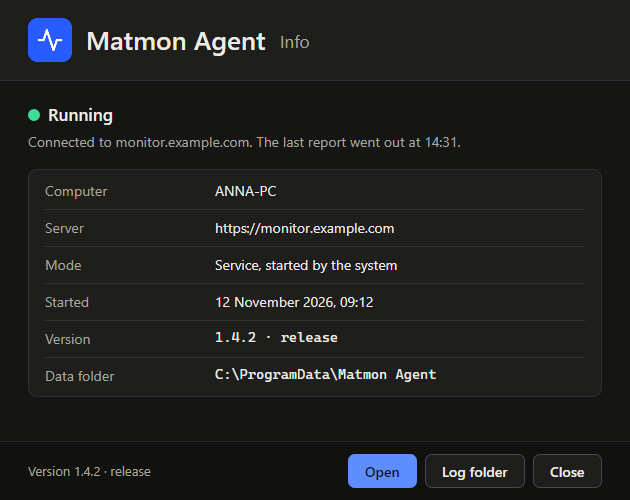 Matmon Agent Info
Running
Connected to monitor.example.com. The last report went out at 14:31.
Computer ANNA-PC
Server https://monitor.example.com
Mode Service, started by the system
Started 12 November 2026, 09:12
Version 1.4.2 · release
Data folder C:\ProgramData\Matmon Agent
Version 1.4.2 · release Open Log folder Close